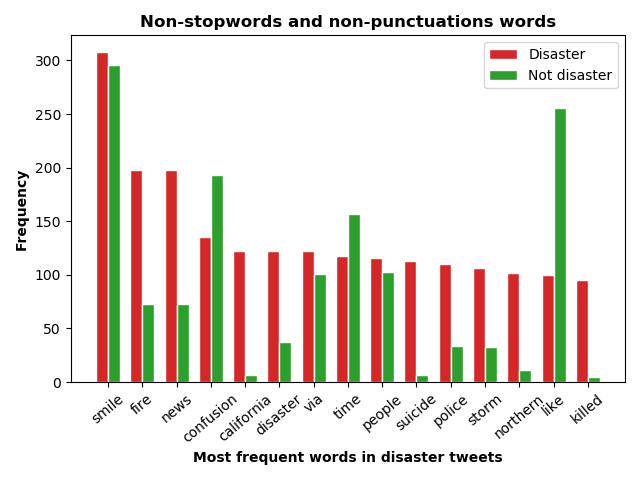 Non-stopwords and non-punctuations words
Disaster
Not disaster
Frequency
300
250
200
150
100
50
0
smile
fire
news
confusion
california
disaster
via
time
people
suicide
police
storm
northern
like
killed
Most frequent words in disaster tweets